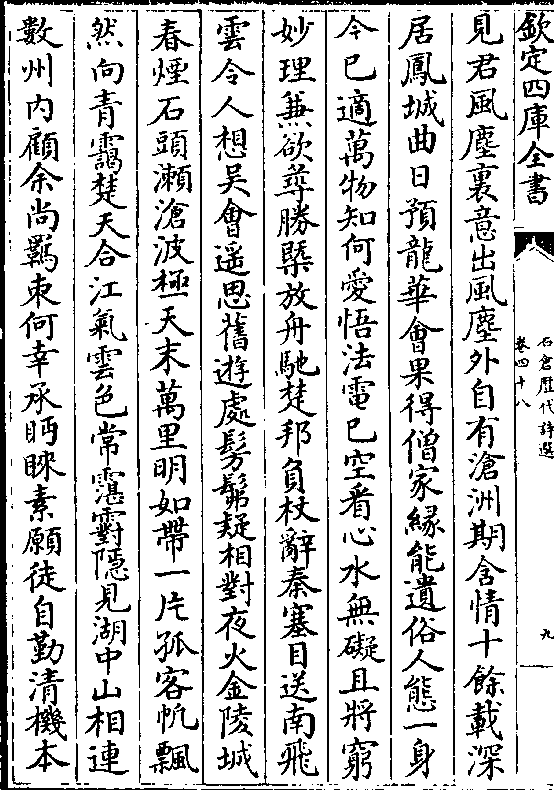 欽定四庫全書
石倉歷代詩選
卷四十八
九
見君風塵裏意出風塵外自有滄洲期含情十餘載深
居鳳城曲日預龍華會果得僧家緣能遺俗人態一身
今已適萬物知何愛悟法電已空看心水無礙且將窮
妙理兼欲尋勝槩放舟馳楚邦負杖辭秦塞目送南飛
雲令人想吳會遥思舊遊處髣髴疑相對夜火金陵城
春煙石頭瀬滄波極天末萬里明如帶一片孤客帆飄
然向青靄楚天合江氣雲色常霮䨴隠見湖中山相連
數州内顧余尚羈束何幸承眄睞素願徒自勤清機本